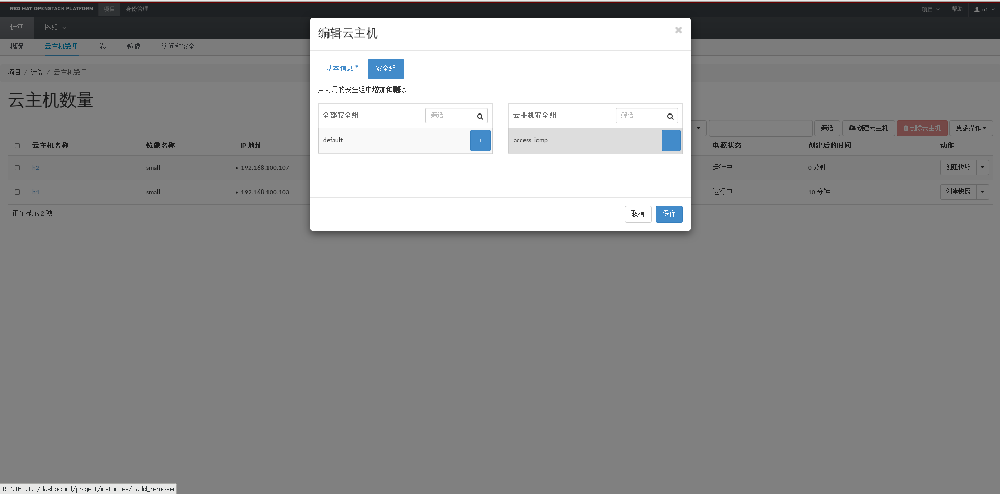 RED HAT OPENSTACK PLATFORM 项目 身份管理 项目 帮助 u1
计算 网络
概况 云主机数量 卷 镜像 访问和安全
项目 / 计算 / 云主机数量
云主机数量
= 筛选 创建云主机 删除云主机 更多操作
云主机名称 镜像名称 IP 地址 电源状态 创建后的时间 动作
h2 small • 192.168.100.107 运行中 0 分钟 创建快照
h1 small • 192.168.100.103 运行中 10 分钟 创建快照
正在显示 2 项
编辑云主机 ×
基本信息 * 安全组
从可用的安全组中增加和删除
全部安全组 筛选 云主机安全组 筛选
default + access_icmp -
取消 保存
192.168.1.1/dashboard/project/instances/#add_remove